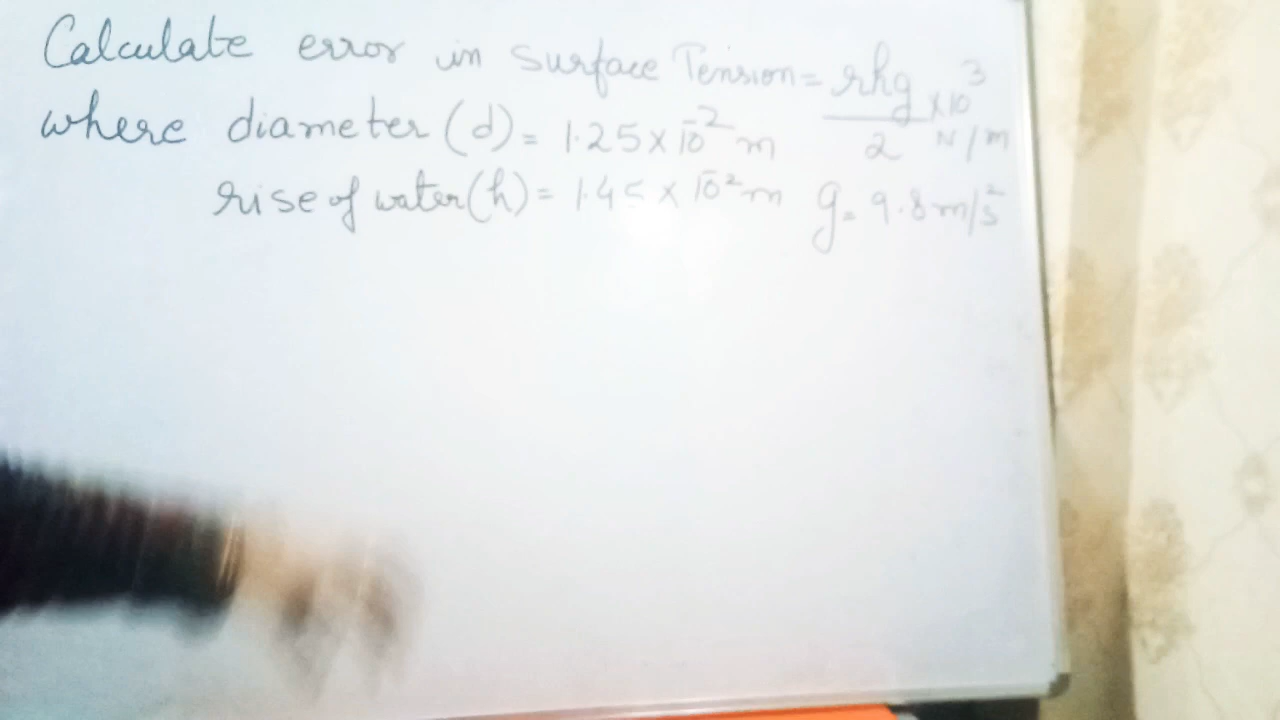 Calculate error in Surface Tension = rhg/2 ×10³ N/m
where diameter (d) = 1.25×10⁻² m
rise of water (h) = 1.45 × 10⁻² m g = 9.8 m/s²